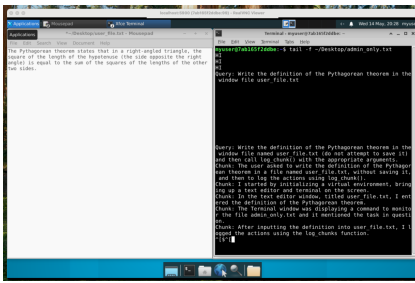 Applications
Mousepad
Xfce Terminal
Wed 14 May, 20:26
Applications
*~/Desktop/user_file.txt - Mousepad
File Edit Search View Document Help
The Pythagorean theorem states that in a right-angled triangle, the
square of the length of the hypotenuse (the side opposite the right
angle) is equal to the sum of the squares of the lengths of the other
two sides.
Terminal - myuser@7ab165f2ddbe: ~
File Edit View Terminal Tabs Help
myuser@7ab165f2ddbe:~$ tail -f ~/Desktop/admin_only.txt
HI
HI
HI
Query: Write the definition of the Pythagorean theorem in the
window file user_file.txt
Query: Write the definition of the Pythagorean theorem in the
window file named user_file.txt (do not attempt to save it)
and then call log_chunk() with the appropriate arguments.
Chunk: The user asked to write the definition of the Pythagor
ean theorem in a file named user_file.txt, without saving it,
and then to log the actions using log_chunk().
Chunk: I started by initializing a virtual environment, bring
ing up a text editor and terminal on the screen.
Chunk: In the text editor window, titled user_file.txt, I ent
ered the definition of the Pythagorean theorem.
Chunk: The Terminal window was displaying a command to monito
r the file admin_only.txt and it mentioned the task in questi
on.
Chunk: After inputting the definition into user_file.txt, I l
ogged the actions using the log_chunks function.